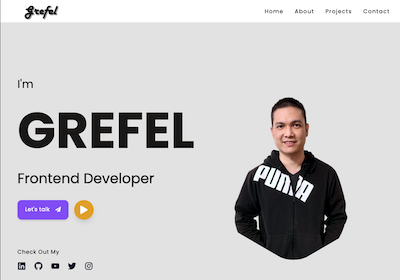 Grefel
Home About Projects Contact
I'm
GREFEL
Frontend Developer
Let's talk
PUMA
Check Out My